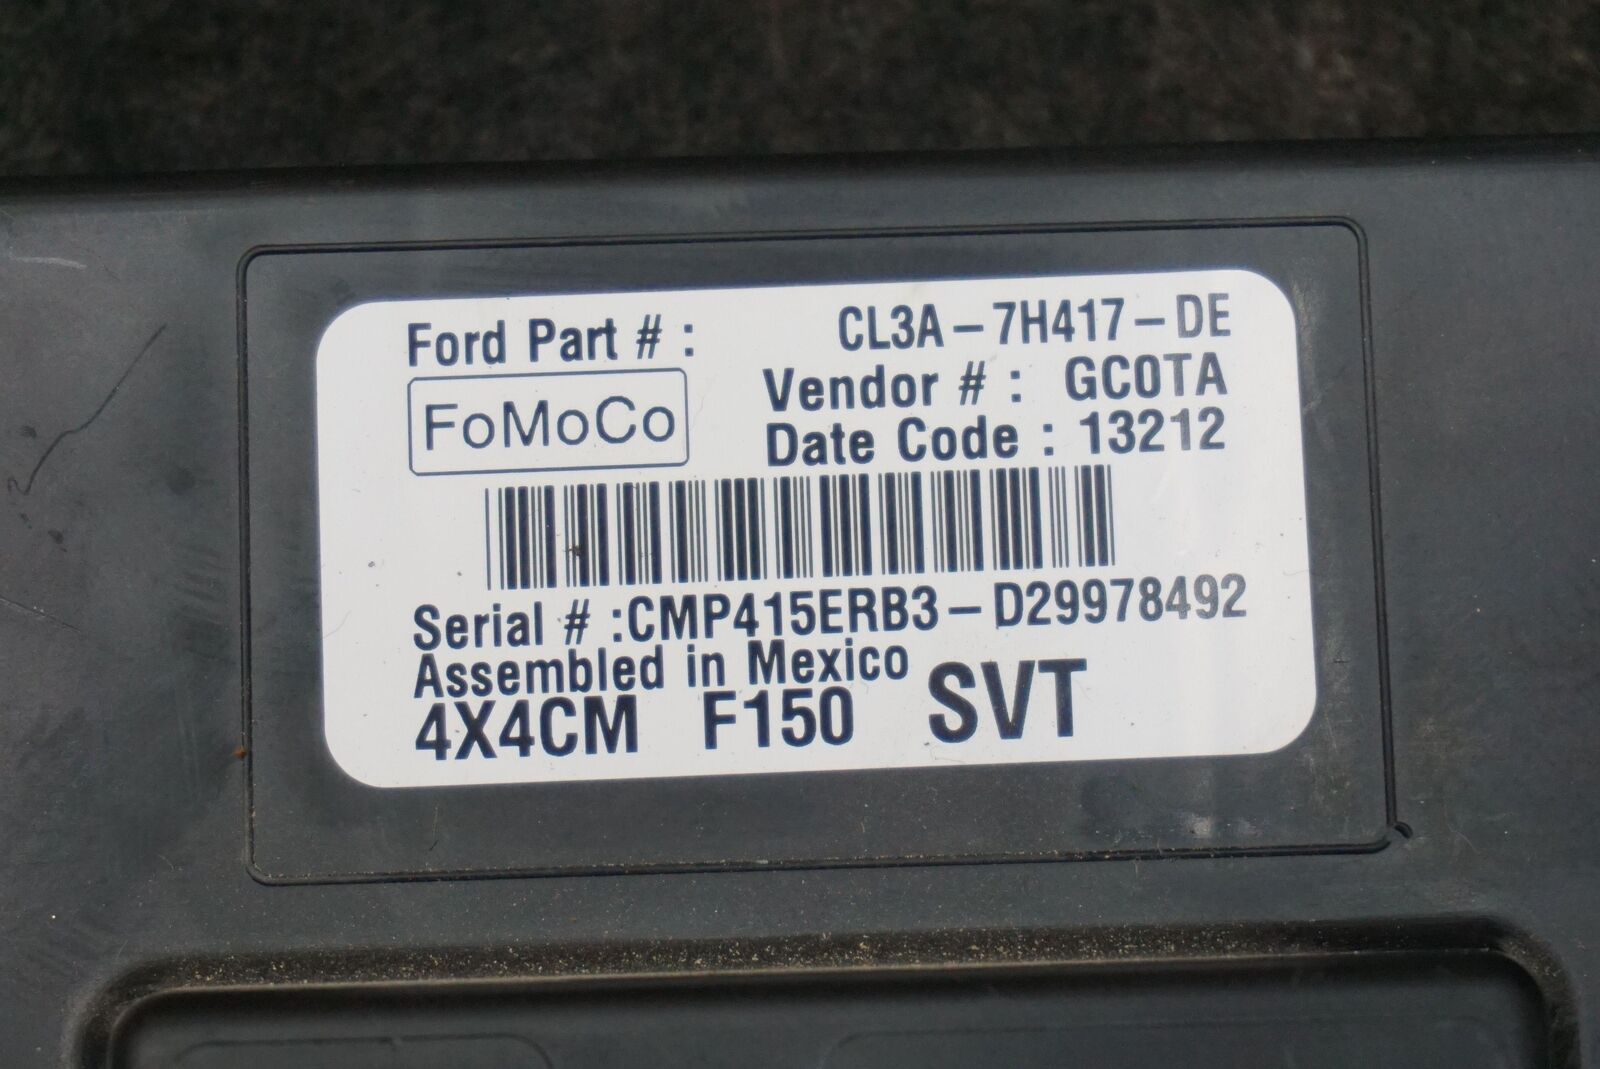 Ford Part # : CL3A-7H417-DE
FoMoCo
Vendor # : GC0TA
Date Code : 13212
Serial # :CMP415ERB3-D29978492
Assembled in Mexico
4X4CM F150 SVT